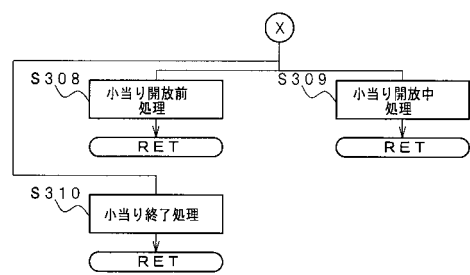 X
S308
小当り開放前
処理
RET
S309
小当り開放中
処理
RET
S310
小当り終了処理
RET